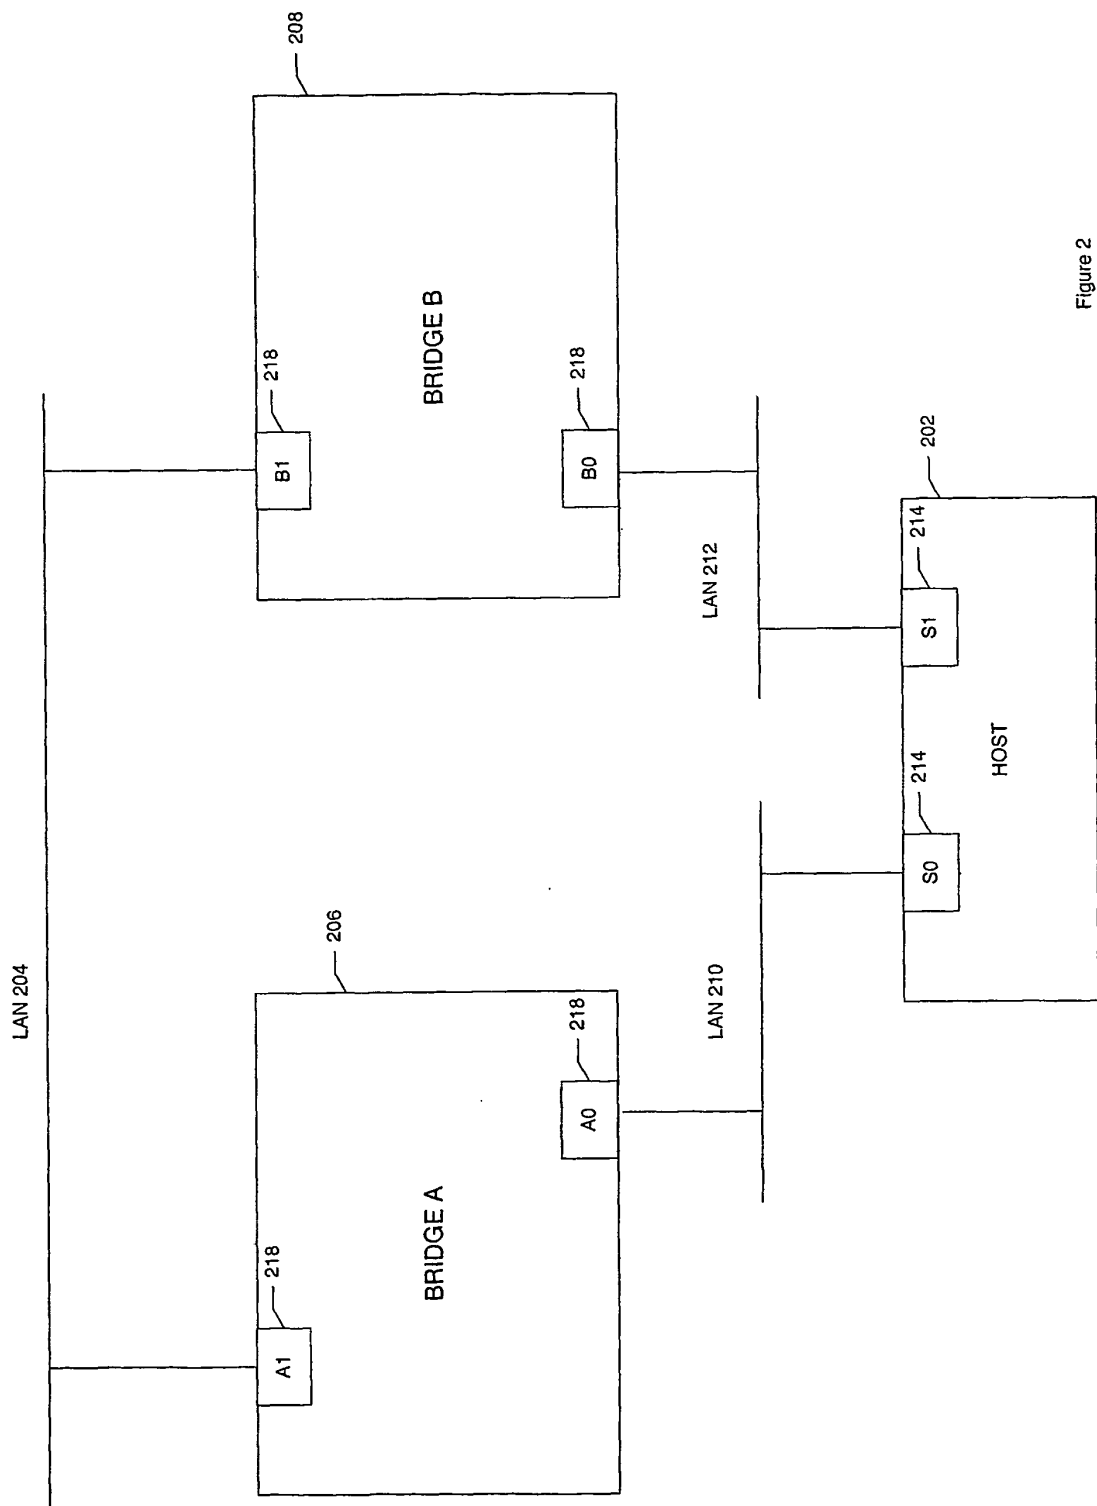 LAN 204
206
208
218
A1
218
B1
BRIDGE A
BRIDGE B
218
A0
218
B0
LAN 210
LAN 212
202
214
S0
214
S1
HOST
Figure 2